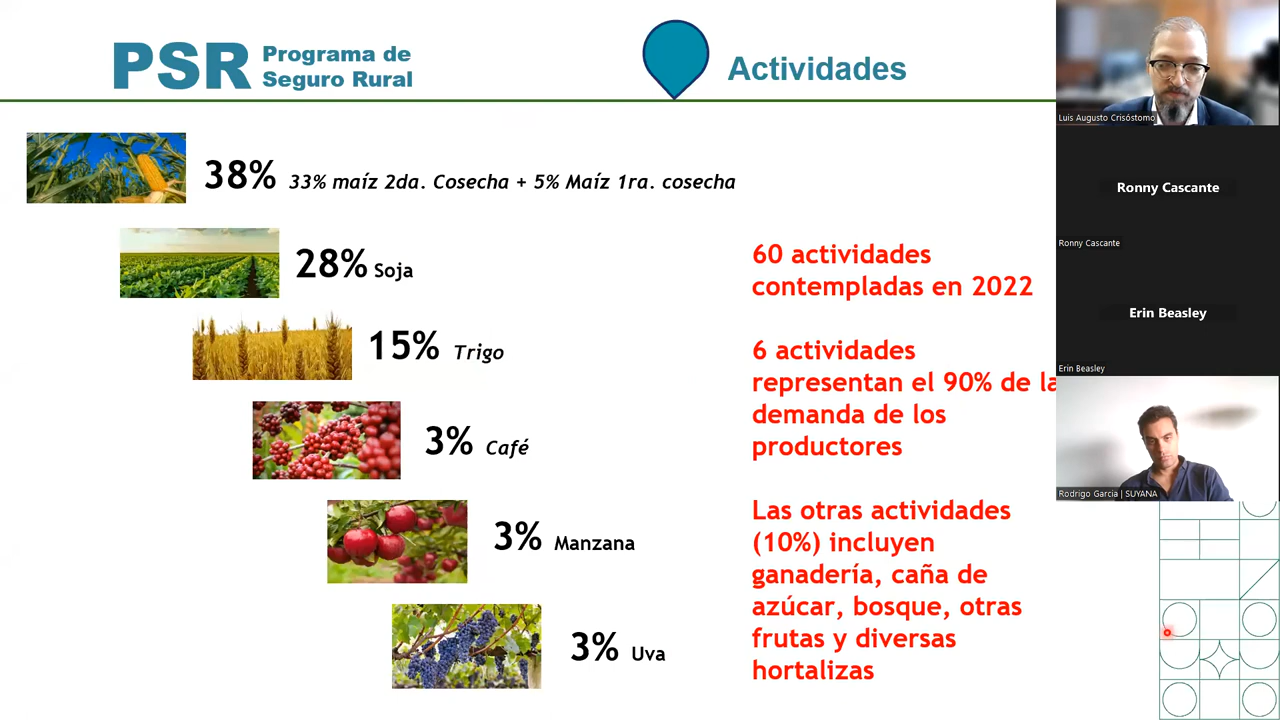 PSR
Programa de
Seguro Rural
Actividades
38% 33% maíz 2da. Cosecha + 5% Maíz 1ra. cosecha
28% Soja
15% Trigo
3% Café
3% Manzana
3% Uva
60 actividades
contempladas en 2022
6 actividades
representan el 90% de la
demanda de los
productores
Las otras actividades
(10%) incluyen
ganadería, caña de
azúcar, bosque, otras
frutas y diversas
hortalizas
Luis Augusto Crisóstomo
Ronny Cascante
Ronny Cascante
Erin Beasley
Erin Beasley
Rodrigo Garcia | SUYANA